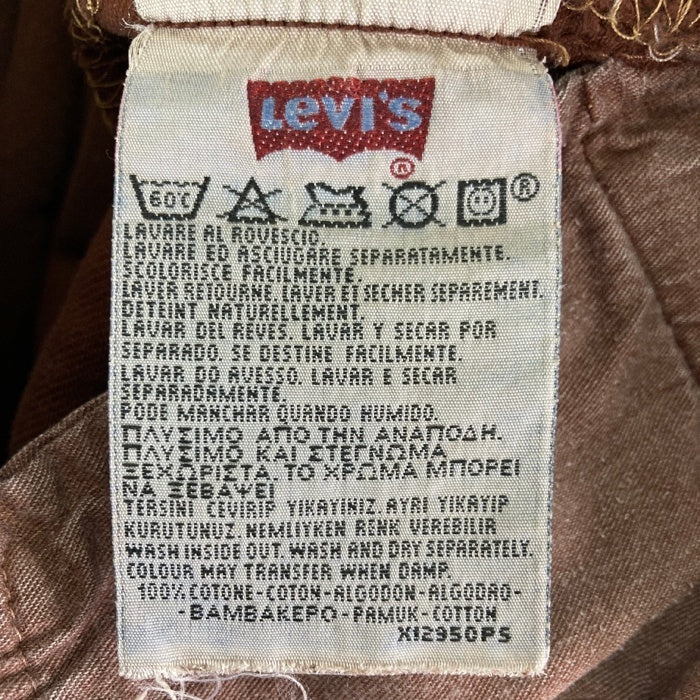 Levi's
®
60C
®
LAVARE AL ROVESCIO.
LAVARE ED ASCIUGARE SEPARATAMENTE.
SCOLORISCE FACILMENTE.
LAVER RETOURNE. LAVER ET SECHER SEPAREMENT.
DETEINT NATURELLEMENT.
LAVAR DEL REVES. LAVAR Y SECAR POR
SEPARADO. SE DESTINE FACILMENTE.
LAVAR DO AVESSO. LAVAR E SECAR
SEPARADAMENTE.
PODE MANCHAR QUANDO HUMIDO.
ΠΛΥΣΙΜΟ ΑΠΟ ΤΗΝ ΑΝΑΠΟΔΗ.
ΠΛΥΣΙΜΟ ΚΑΙ ΣΤΕΓΝΩΜΑ
ΞΕΧΩΡΙΣΤΑ. ΤΟ ΧΡΩΜΑ ΜΠΟΡΕΙ
ΝΑ ΞΕΒΑΨΕΙ
TERSINI CEVIRIP YIKAYINIZ. AYRI YIKAYIP
KURUTUNUZ. NEMLIYKEN RENK VEREBILIR
WASH INSIDE OUT. WASH AND DRY SEPARATELY.
COLOUR MAY TRANSFER WHEN DAMP.
100% COTONE-COTON-ALGODON-ALGODAO-
-ΒΑΜΒΑΚΕΡΟ-PAMUK-COTTON
X12950PS